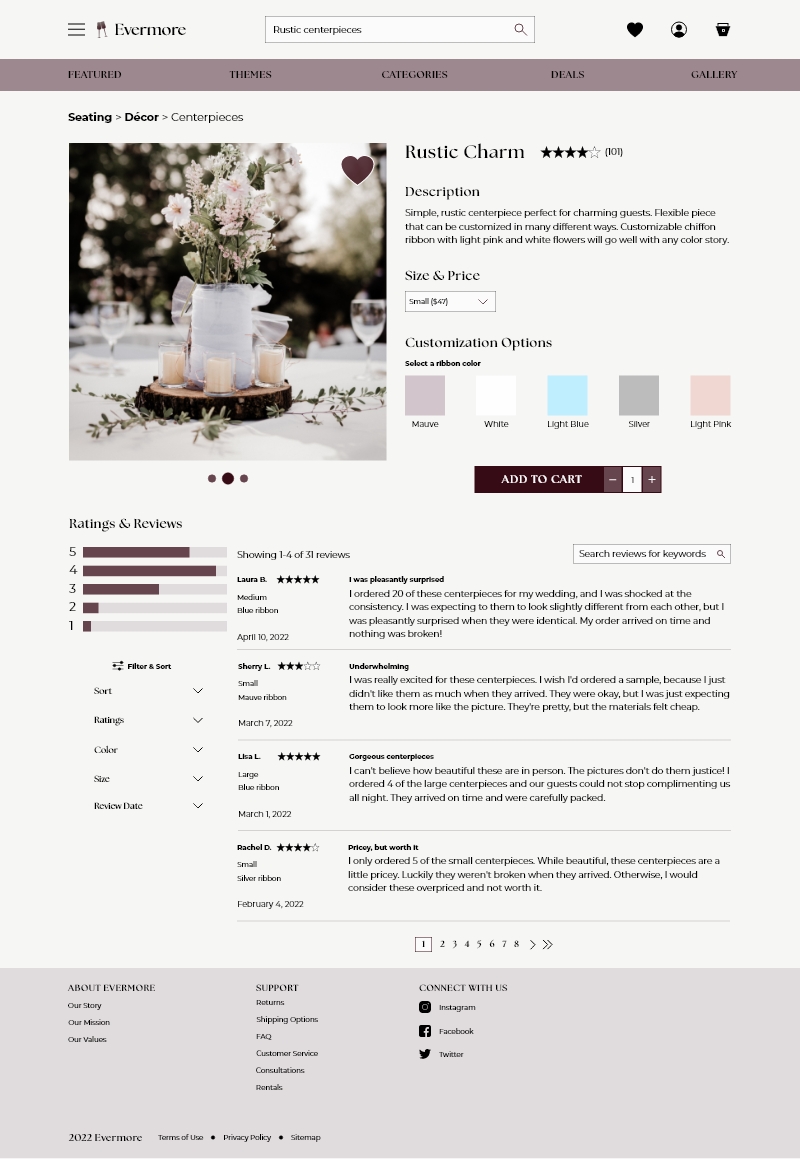 Evermore
Rustic centerpieces
0
FEATURED
THEMES
CATEGORIES
DEALS
GALLERY
Seating > Décor > Centerpieces
Rustic Charm
(101)
Description
Simple, rustic centerpiece perfect for charming guests. Flexible piece
that can be customized in many different ways. Customizable chiffon
ribbon with light pink and white flowers will go well with any color story.
Size & Price
Small ($47)
Customization Options
Select a ribbon color
Mauve
White
Light Blue
Silver
Light Pink
ADD TO CART
− 1 +
Ratings & Reviews
5
4
3
2
1
Filter & Sort
Sort
Ratings
Color
Size
Review Date
Showing 1-4 of 31 reviews
Search reviews for keywords
Laura B.
Medium
Blue ribbon
April 10, 2022
I was pleasantly surprised
I ordered 20 of these centerpieces for my wedding, and I was shocked at the
consistency. I was expecting to them to look slightly different from each other, but I
was pleasantly surprised when they were identical. My order arrived on time and
nothing was broken!
Sherry L.
Small
Mauve ribbon
March 7, 2022
Underwhelming
I was really excited for these centerpieces. I wish I'd ordered a sample, because I just
didn't like them as much when they arrived. They were okay, but I was just expecting
them to look more like the picture. They're pretty, but the materials felt cheap.
Lisa L.
Large
Blue ribbon
March 1, 2022
Gorgeous centerpieces
I can't believe how beautiful these are in person. The pictures don't do them justice! I
ordered 4 of the large centerpieces and our guests could not stop complimenting us
all night. They arrived on time and were carefully packed.
Rachel D.
Small
Silver ribbon
February 4, 2022
Pricey, but worth it
I only ordered 5 of the small centerpieces. While beautiful, these centerpieces are a
little pricey. Luckily they weren't broken when they arrived. Otherwise, I would
consider these overpriced and not worth it.
1 2 3 4 5 6 7 8
ABOUT EVERMORE
Our Story
Our Mission
Our Values
SUPPORT
Returns
Shipping Options
FAQ
Customer Service
Consultations
Rentals
CONNECT WITH US
Instagram
Facebook
Twitter
2022 Evermore
Terms of Use ● Privacy Policy ● Sitemap